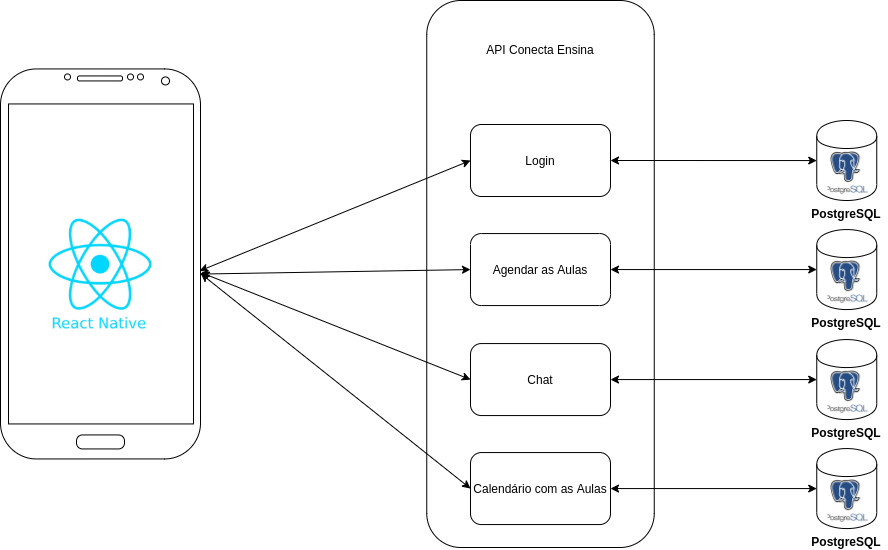 API Conecta Ensina
Login
PostgreSQL
PostgreSQL
Agendar as Aulas
PostgreSQL
React Native
PostgreSQL
Chat
PostgreSQL
PostgreSQL
Calendário com as Aulas
PostgreSQL
PostgreSQL